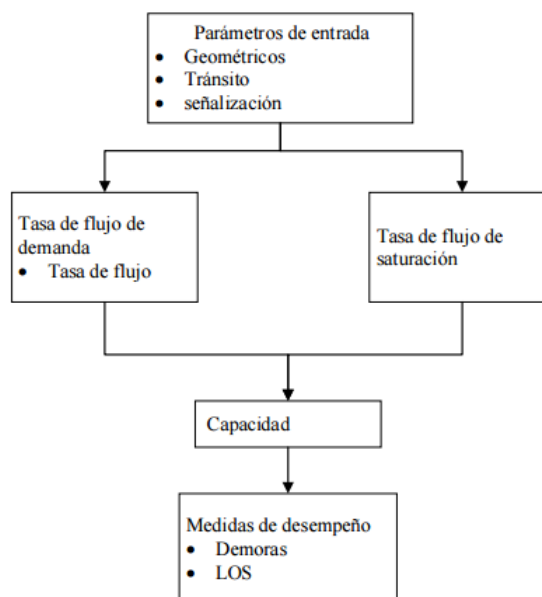 Parámetros de entrada
• Geométricos
• Tránsito
• señalización
Tasa de flujo de
demanda
• Tasa de flujo
Tasa de flujo de
saturación
Capacidad
Medidas de desempeño
• Demoras
• LOS